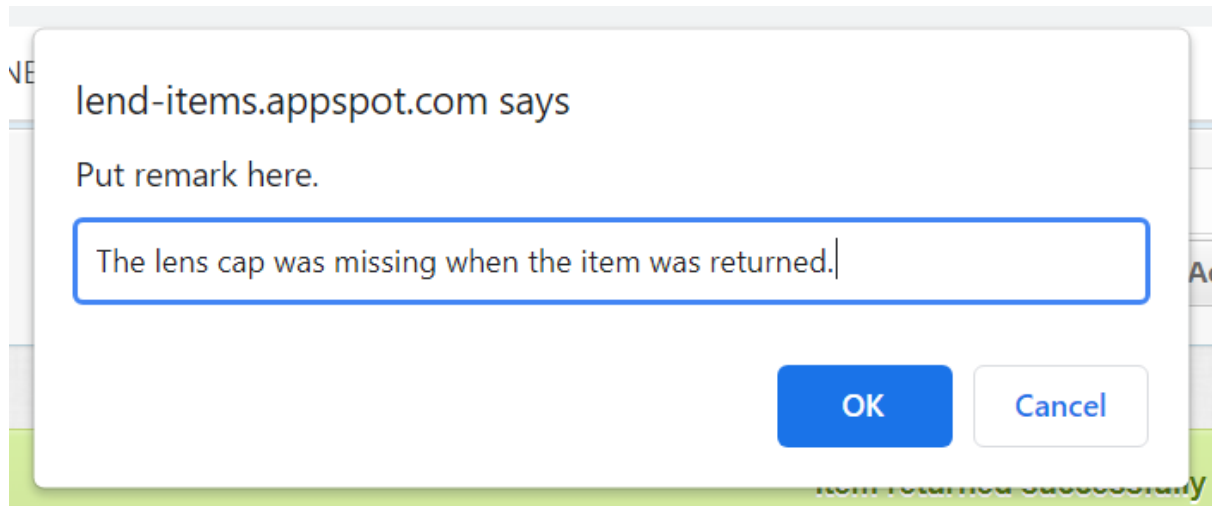 lend-items.appspot.com says
Put remark here.
The lens cap was missing when the item was returned.
OK Cancel